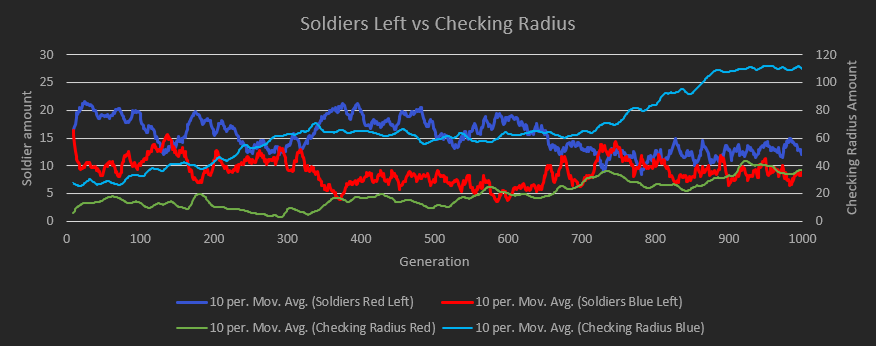 Soldiers Left vs Checking Radius
30
25
20
15
10
5
0
120
100
80
60
40
20
0
Soldier amount
Checking Radius Amount
0 100 200 300 400 500 600 700 800 900 1000
Generation
10 per. Mov. Avg. (Soldiers Red Left) 10 per. Mov. Avg. (Soldiers Blue Left)
10 per. Mov. Avg. (Checking Radius Red) 10 per. Mov. Avg. (Checking Radius Blue)